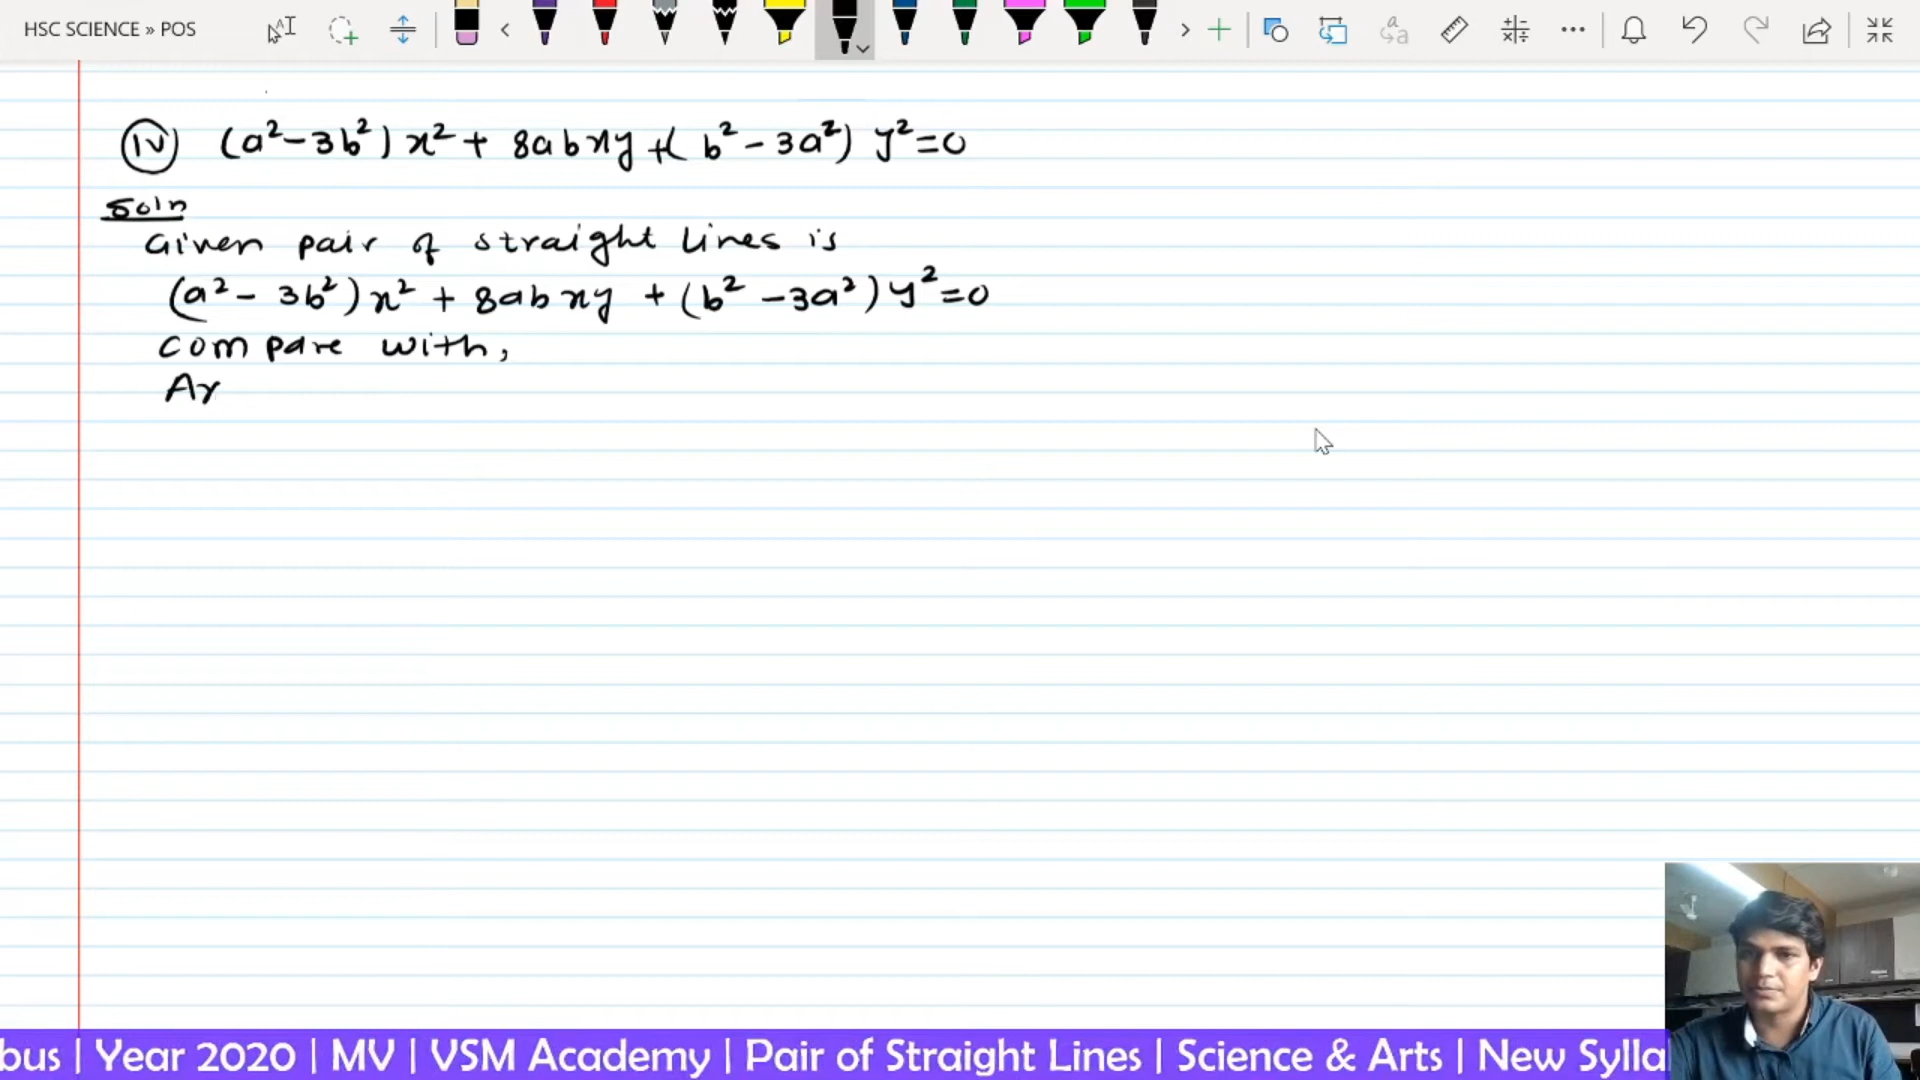 HSC SCIENCE » POS
(iv) (a²-3b²) x² + 8abxy +( b² - 3a²) y²=0
Soln
Given pair of straight lines is
(a² - 3b²)x² + 8abxy + (b² -3a²)y²=0
compare with,
Ax
bus | Year 2020 | MV | VSM Academy | Pair of Straight Lines | Science & Arts | New Sylla